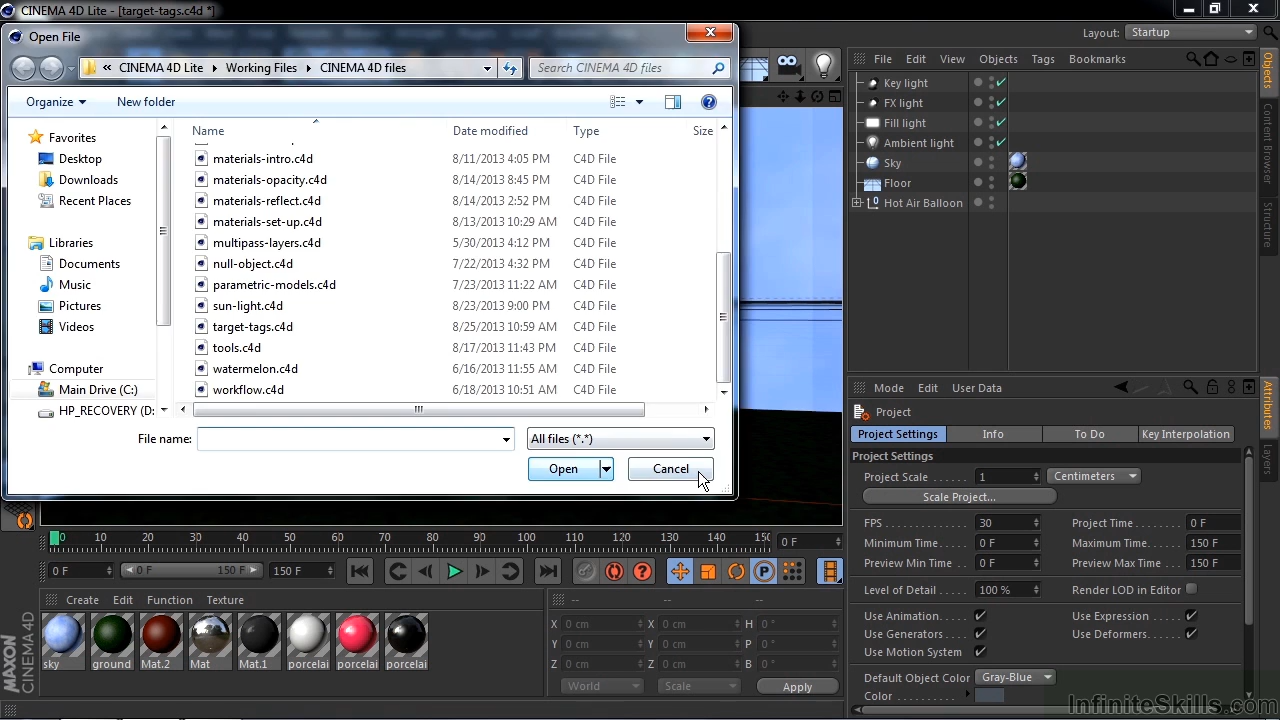 CINEMA 4D Lite - [target-tags.c4d *]
Layout: Startup
Open File
« CINEMA 4D Lite Working Files CINEMA 4D files
Search CINEMA 4D files
Organize New folder
Name Date modified Type Size
Favorites
Desktop
Downloads
Recent Places
Libraries
Documents
Music
Pictures
Videos
Computer
Main Drive (C:)
HP_RECOVERY (D:
materials-intro.c4d 8/11/2013 4:05 PM C4D File
materials-opacity.c4d 8/14/2013 8:45 PM C4D File
materials-reflect.c4d 8/14/2013 2:52 PM C4D File
materials-set-up.c4d 8/13/2013 10:29 AM C4D File
multipass-layers.c4d 5/30/2013 4:12 PM C4D File
null-object.c4d 7/22/2013 4:32 PM C4D File
parametric-models.c4d 7/23/2013 11:22 AM C4D File
sun-light.c4d 8/23/2013 9:00 PM C4D File
target-tags.c4d 8/25/2013 10:59 AM C4D File
tools.c4d 8/17/2013 11:43 PM C4D File
watermelon.c4d 6/16/2013 11:55 AM C4D File
workflow.c4d 6/18/2013 10:51 AM C4D File
File name: All files (*.*)
Open Cancel
File Edit View Objects Tags Bookmarks
Key light
FX light
Fill light
Ambient light
Sky
Floor
Hot Air Balloon
Objects
Content Browser
Structure
Mode Edit User Data
Project
Project Settings Info To Do Key Interpolation
Project Settings
Project Scale 1 Centimeters
Scale Project...
FPS 30 Project Time 0 F
Minimum Time 0 F Maximum Time 150 F
Preview Min Time 0 F Preview Max Time 150 F
Level of Detail 100 % Render LOD in Editor
Use Animation Use Expression
Use Generators Use Deformers
Use Motion System
Default Object Color Gray-Blue
Color
Attributes
Layers
0 10 20 30 40 50 60 70 80 90 100 110 120 130 140 150 0 F
0 F 0 F 150 F 150 F
Create Edit Function Texture
sky ground Mat.2 Mat Mat.1 porcelai porcelai porcelai
-- -- --
X 0 cm X 0 cm H 0 °
Y 0 cm Y 0 cm P 0 °
Z 0 cm Z 0 cm B 0 °
World Scale Apply
MAXON
CINEMA 4D
InfiniteSkills.com